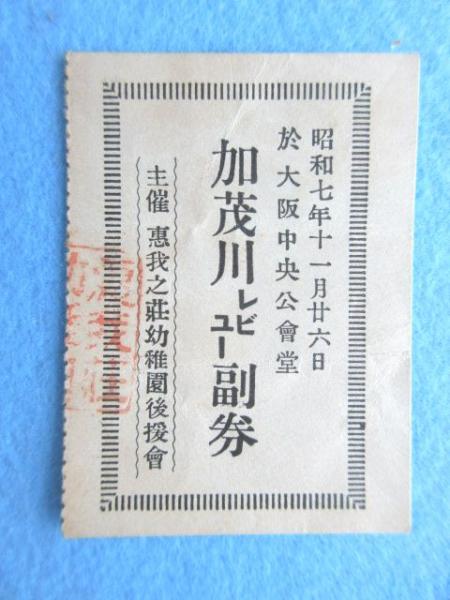 昭和七年十一月廿六日
於大阪中央公會堂
加茂川レビュー副券
主催 惠我之莊幼稚園後援會